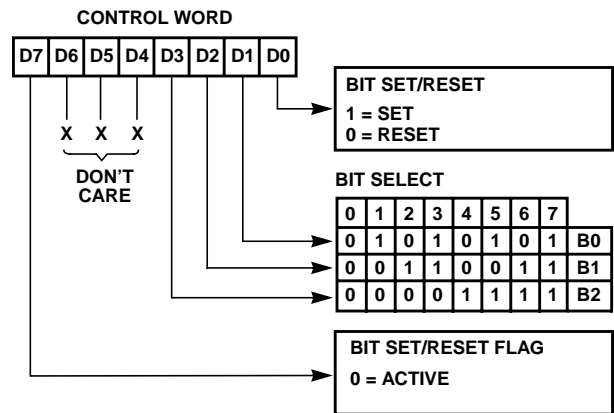 CONTROL WORD
D7 D6 D5 D4 D3 D2 D1 D0
BIT SET/RESET
1 = SET
0 = RESET
X X X
DON'T
CARE
BIT SELECT
0 1 2 3 4 5 6 7
0 1 0 1 0 1 0 1 B0
0 0 1 1 0 0 1 1 B1
0 0 0 0 1 1 1 1 B2
BIT SET/RESET FLAG
0 = ACTIVE